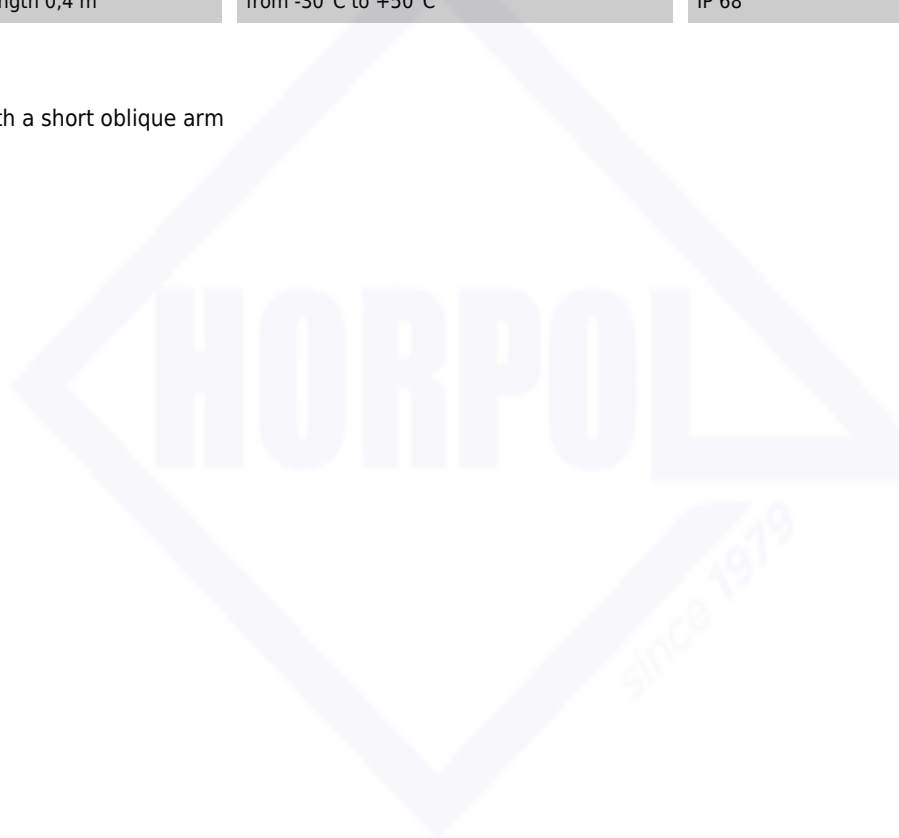 ngth 0,4 m from -30°C to +50°C IP 68
th a short oblique arm
HORPOL
since 1979